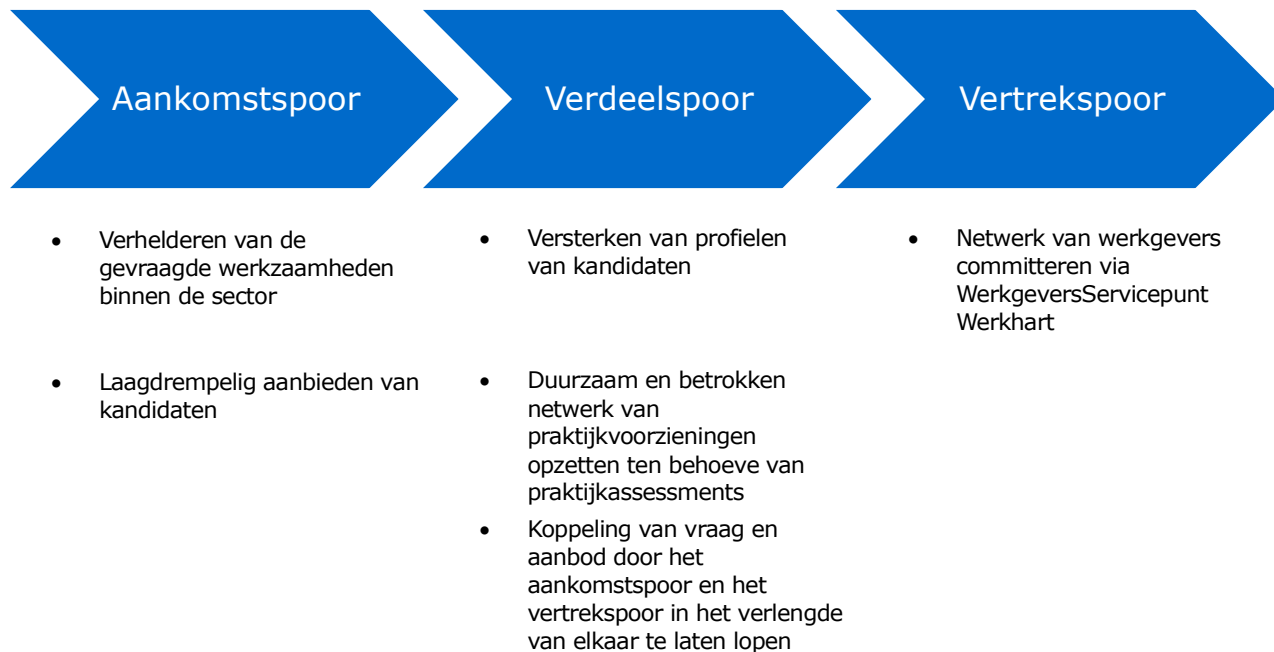 Aankomstspoor
Verdeelspoor
Vertrekspoor
• Verhelderen van de
gevraagde werkzaamheden
binnen de sector
• Laagdrempelig aanbieden van
kandidaten
• Versterken van profielen
van kandidaten
• Duurzaam en betrokken
netwerk van
praktijkvoorzieningen
opzetten ten behoeve van
praktijkassessments
• Koppeling van vraag en
aanbod door het
aankomstspoor en het
vertrekspoor in het verlengde
van elkaar te laten lopen
• Netwerk van werkgevers
committeren via
WerkgeversServicepunt
Werkhart